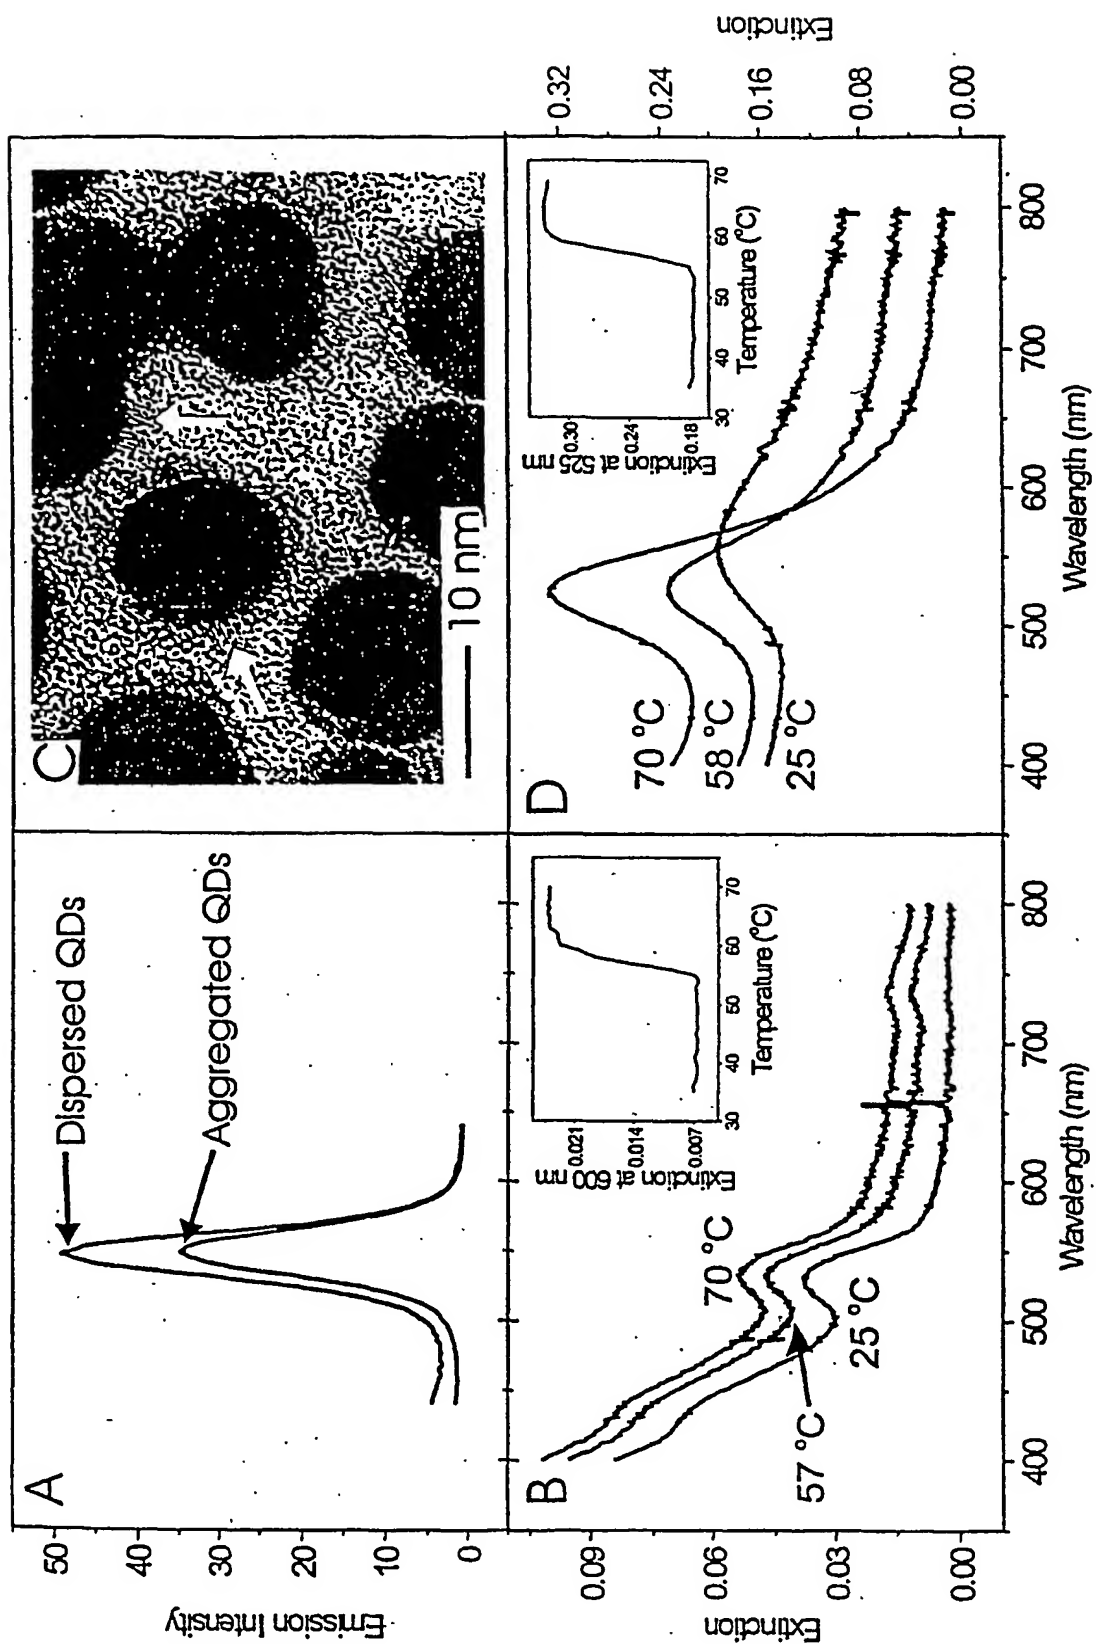 A
Dispersed QDs
Aggregated QDs
50
40
30
20
10
0
Emission Intensity
C
10 nm
B
70 °C
57 °C
25 °C
0.09
0.06
0.03
0.00
Extinction
400
500
600
700
800
Wavelength (nm)
0.021
0.014
0.007
Extinction at 600 nm
30
40
50
60
70
Temperature (°C)
D
70 °C
58 °C
25 °C
0.32
0.24
0.16
0.08
0.00
Extinction
400
500
600
700
800
Wavelength (nm)
0.30
0.24
0.18
Extinction at 525 nm
30
40
50
60
70
Temperature (°C)